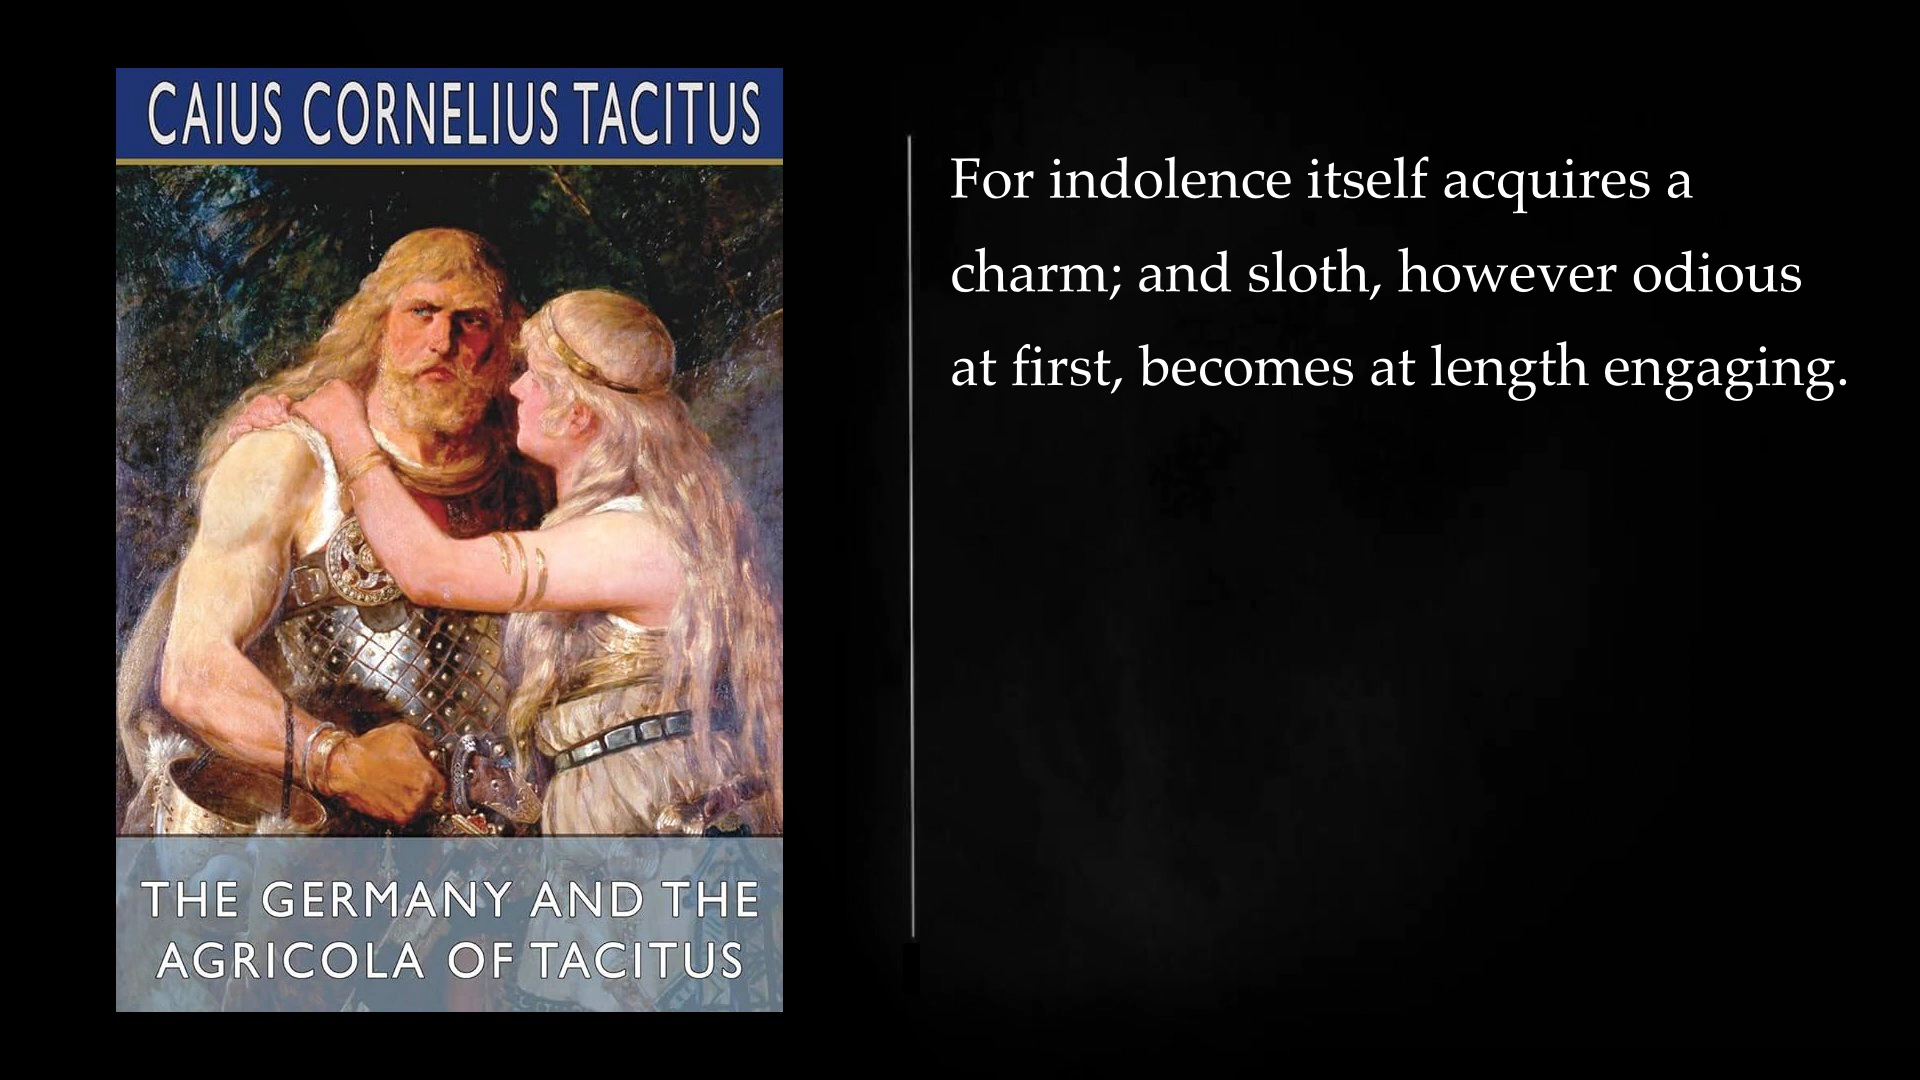 CAIUS CORNELIUS TACITUS
THE GERMANY AND THE
AGRICOLA OF TACITUS
For indolence itself acquires a
charm; and sloth, however odious
at first, becomes at length engaging.